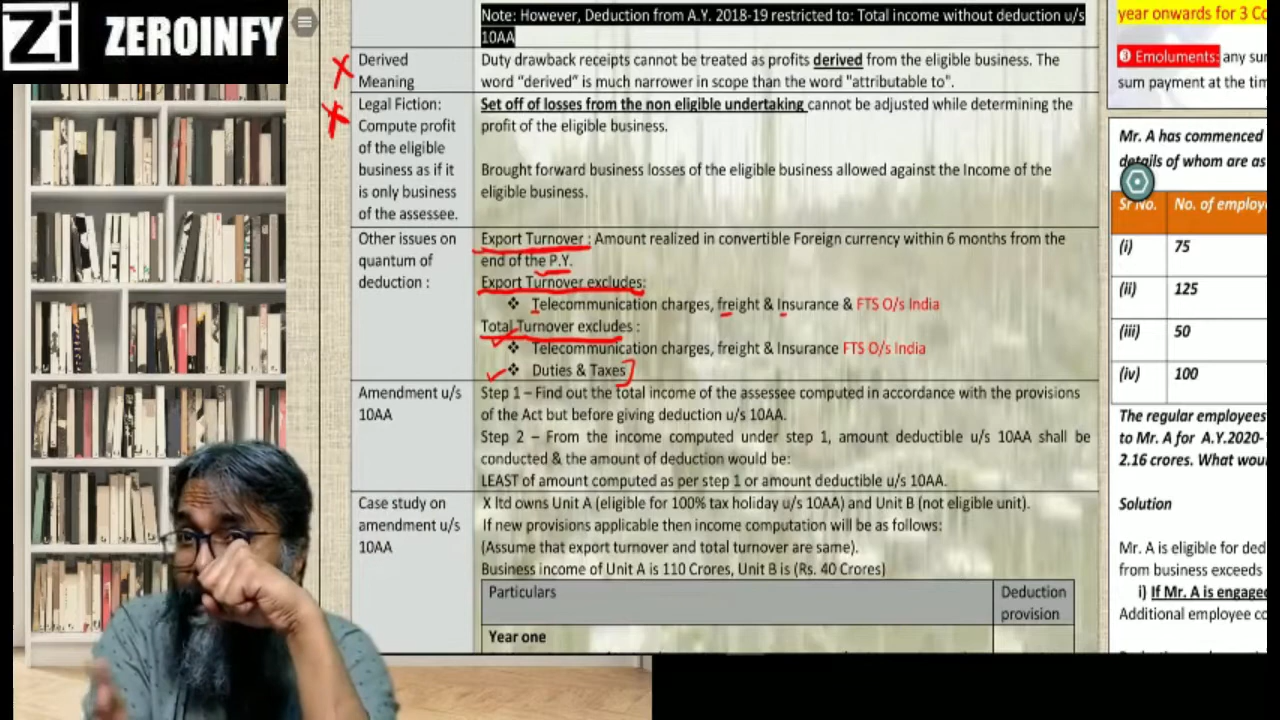 Zi ZEROINFY
Note: However, Deduction from A.Y. 2018-19 restricted to: Total income without deduction u/s
10AA
Derived
Meaning
Duty drawback receipts cannot be treated as profits derived from the eligible business. The
word “derived” is much narrower in scope than the word "attributable to".
Legal Fiction:
Compute profit
of the eligible
business as if it
is only business
of the assessee.
Set off of losses from the non eligible undertaking cannot be adjusted while determining the
profit of the eligible business.
Brought forward business losses of the eligible business allowed against the Income of the
eligible business.
Other issues on
quantum of
deduction :
Export Turnover : Amount realized in convertible Foreign currency within 6 months from the
end of the P.Y.
Export Turnover excludes:
❖ Telecommunication charges, freight & Insurance & FTS O/s India
Total Turnover excludes :
❖ Telecommunication charges, freight & Insurance FTS O/s India
❖ Duties & Taxes
Amendment u/s
10AA
Step 1 – Find out the total income of the assessee computed in accordance with the provisions
of the Act but before giving deduction u/s 10AA.
Step 2 – From the income computed under step 1, amount deductible u/s 10AA shall be
conducted & the amount of deduction would be:
LEAST of amount computed as per step 1 or amount deductible u/s 10AA.
Case study on
amendment u/s
10AA
X ltd owns Unit A (eligible for 100% tax holiday u/s 10AA) and Unit B (not eligible unit).
If new provisions applicable then income computation will be as follows:
(Assume that export turnover and total turnover are same).
Business income of Unit A is 110 Crores, Unit B is (Rs. 40 Crores)
Particulars
Deduction
provision
Year one
year onwards for 3 Co
❸ Emoluments: any su
sum payment at the tim
Mr. A has commenced
details of whom are as
Sr No. No. of employ
(i) 75
(ii) 125
(iii) 50
(iv) 100
The regular employees
to Mr. A for A.Y.2020-
2.16 crores. What wou
Solution
Mr. A is eligible for ded
from business exceeds
i) If Mr. A is engage
Additional employee co